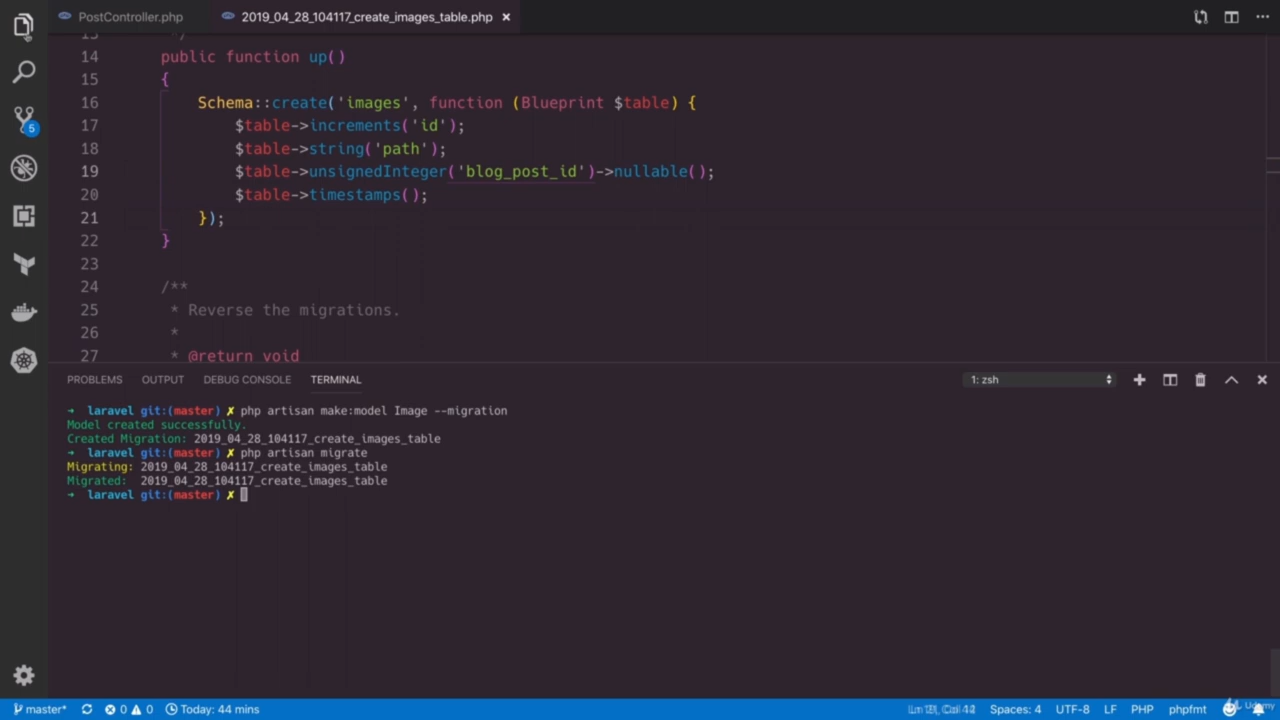 PostController.php
2019_04_28_104117_create_images_table.php
13 */
14 public function up()
15 {
16 Schema::create('images', function (Blueprint $table) {
17 $table->increments('id');
18 $table->string('path');
19 $table->unsignedInteger('blog_post_id')->nullable();
20 $table->timestamps();
21 });
22 }
23
24 /**
25 * Reverse the migrations.
26 *
27 * @return void
5
PROBLEMS OUTPUT DEBUG CONSOLE TERMINAL 1: zsh
➜ laravel git:(master) ✗ php artisan make:model Image --migration
Model created successfully.
Created Migration: 2019_04_28_104117_create_images_table
➜ laravel git:(master) ✗ php artisan migrate
Migrating: 2019_04_28_104117_create_images_table
Migrated: 2019_04_28_104117_create_images_table
➜ laravel git:(master) ✗
master* 0 0 Today: 44 mins Spaces: 4 UTF-8 LF PHP phpfmt
Udemy